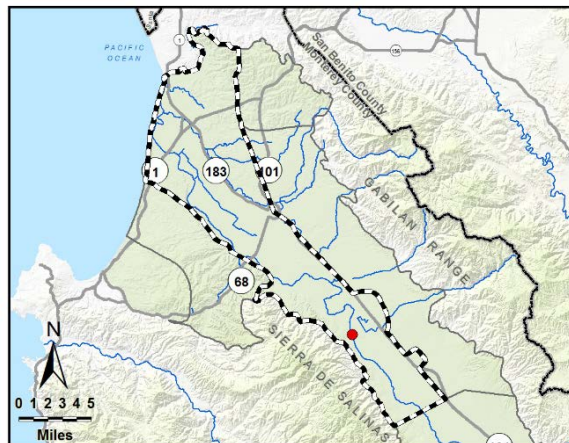 1
156
PACIFIC
OCEAN
San Benito County
Monterey County
1
183
101
GABILAN RANGE
68
SIERRA DE SALINAS
N
0 1 2 3 4 5
Miles